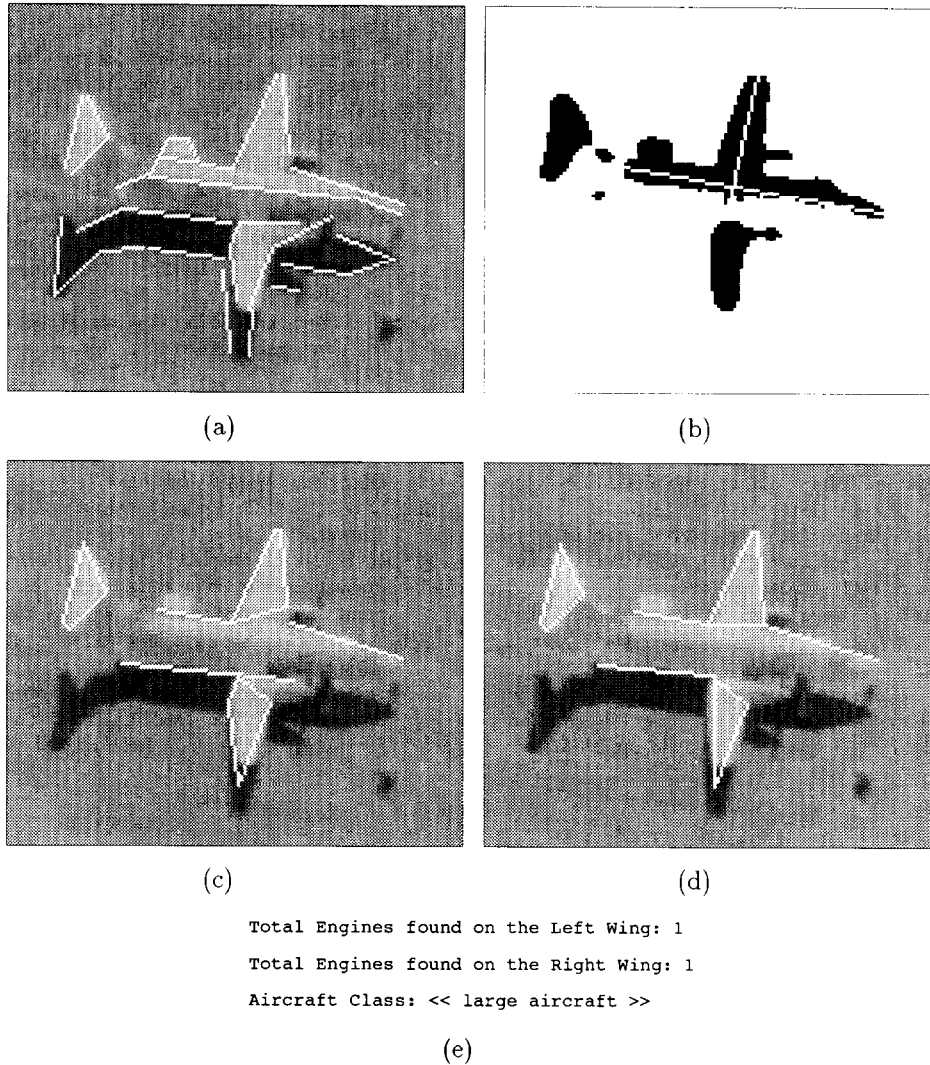 (a)
(b)
(c)
(d)
Total Engines found on the Left Wing: 1
Total Engines found on the Right Wing: 1
Aircraft Class: << large aircraft >>
(e)